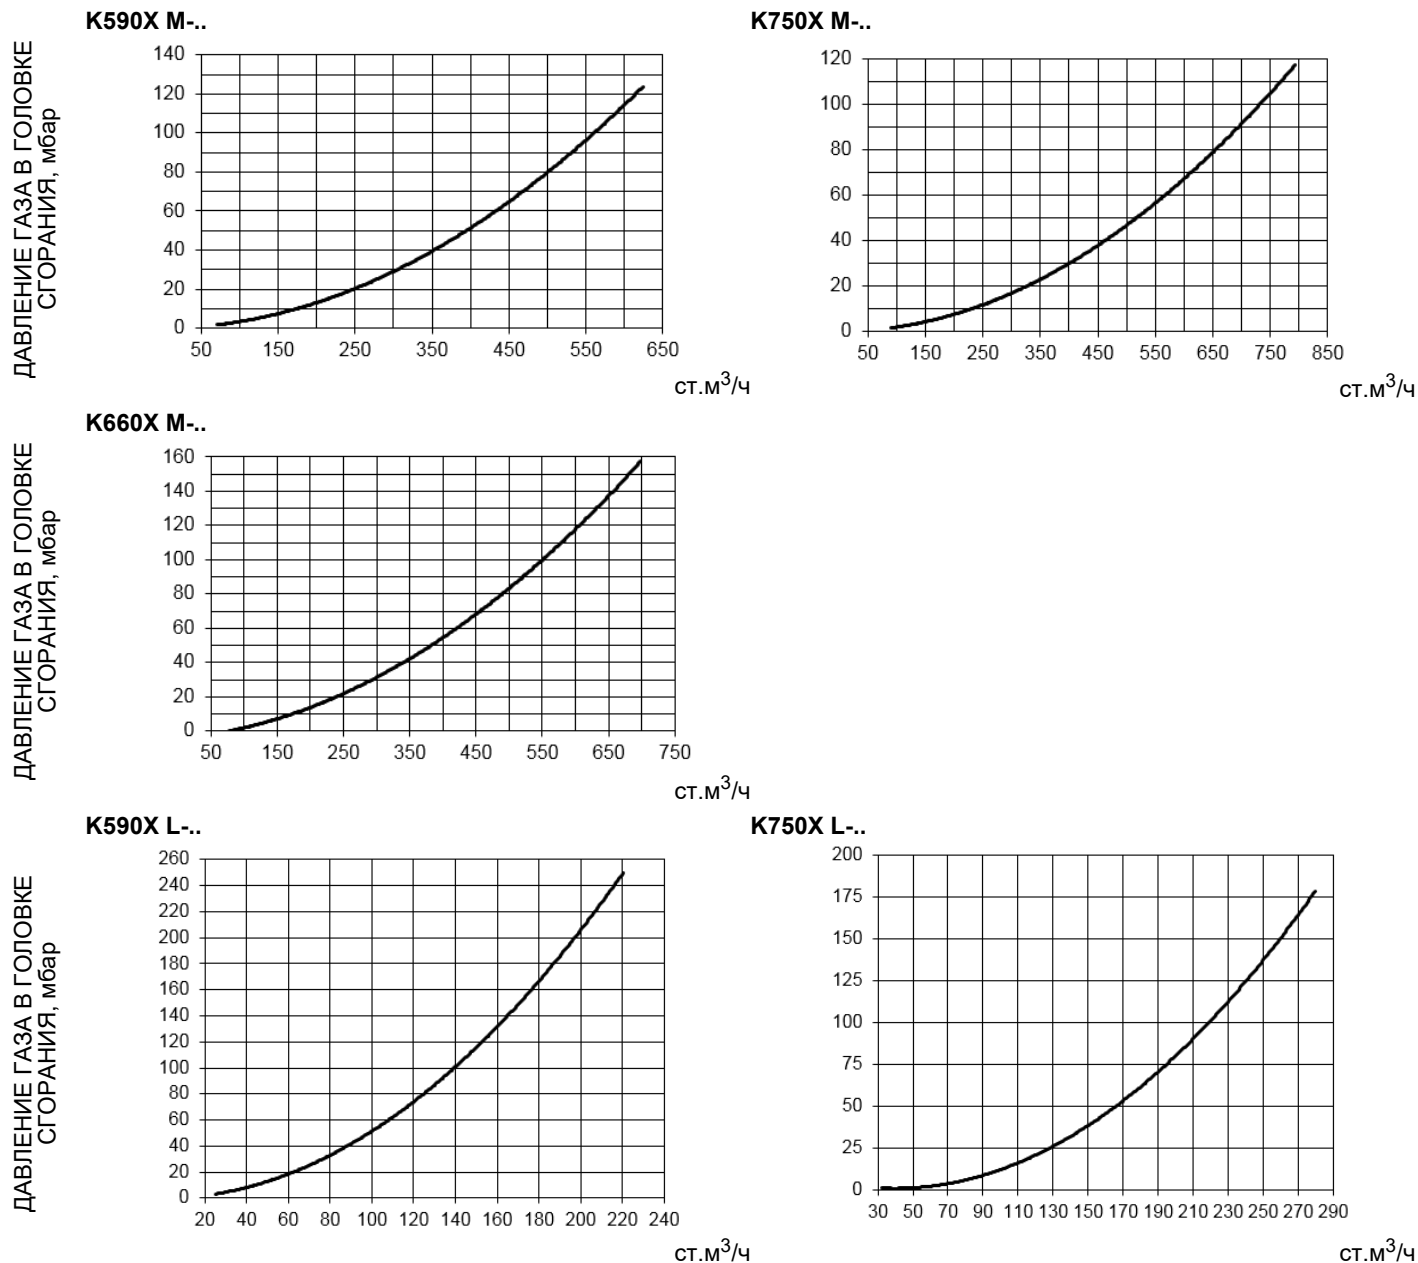 K590X M-..
ДАВЛЕНИЕ ГАЗА В ГОЛОВКЕ
СГОРАНИЯ, мбар
140
120
100
80
60
40
20
0
50 150 250 350 450 550 650
ст.м³/ч
K750X M-..
120
100
80
60
40
20
0
50 150 250 350 450 550 650 750 850
ст.м³/ч
K660X M-..
ДАВЛЕНИЕ ГАЗА В ГОЛОВКЕ
СГОРАНИЯ, мбар
160
140
120
100
80
60
40
20
0
50 150 250 350 450 550 650 750
ст.м³/ч
K590X L-..
ДАВЛЕНИЕ ГАЗА В ГОЛОВКЕ
СГОРАНИЯ, мбар
260
240
220
200
180
160
140
120
100
80
60
40
20
0
20 40 60 80 100 120 140 160 180 200 220 240
ст.м³/ч
K750X L-..
200
175
150
125
100
75
50
25
0
30 50 70 90 110 130 150 170 190 210 230 250 270 290
ст.м³/ч